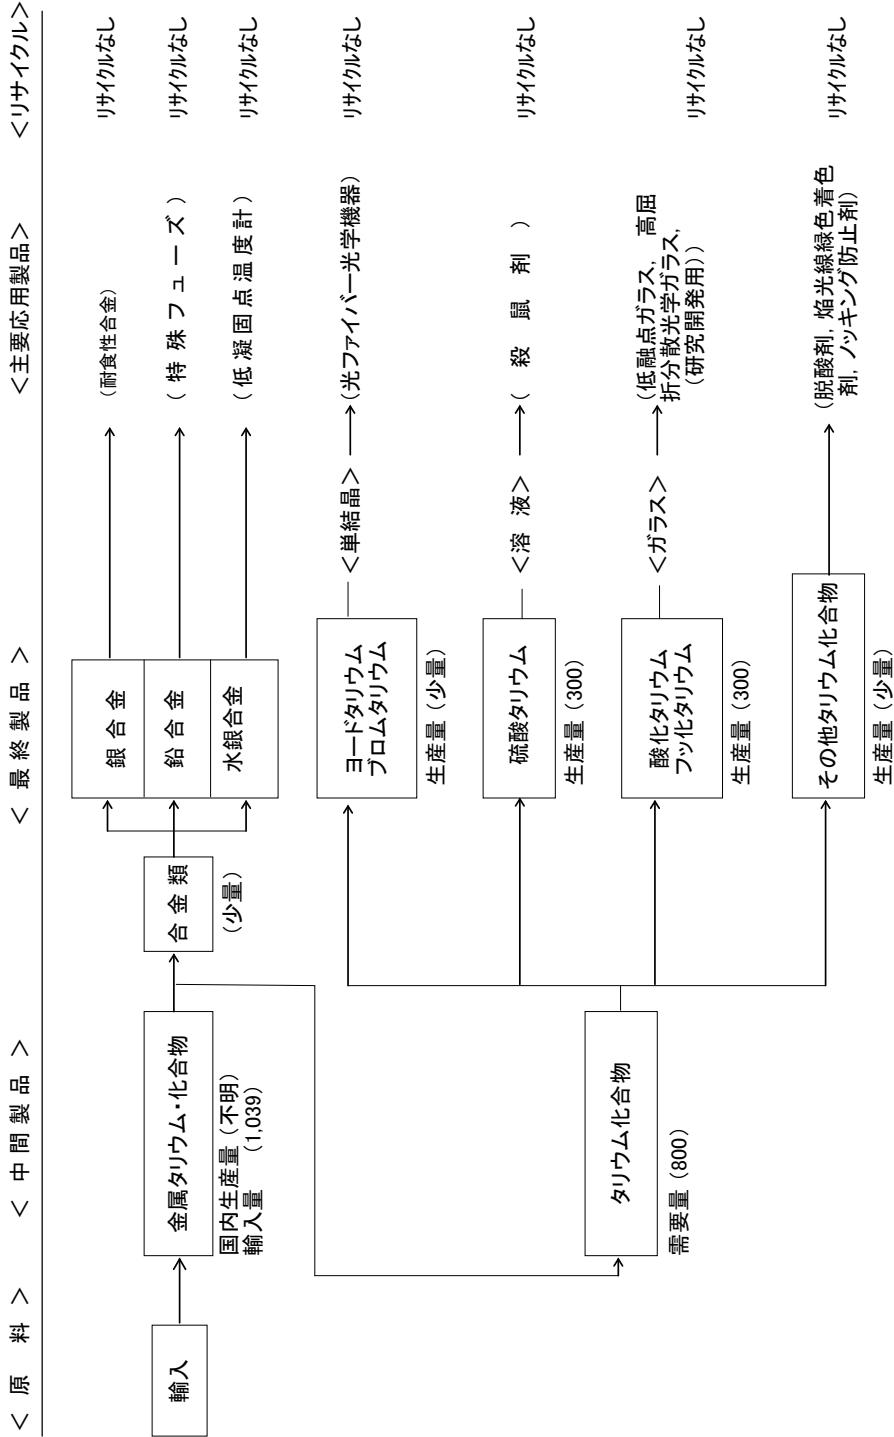 ＜ 原 料 ＞
＜ 中 間 製 品 ＞
＜ 最 終 製 品 ＞
＜主要応用製品＞
＜リサイクル＞
輸入
金属タリウム・化合物
国内生産量（不明）
輸入量 （1,039）
合 金 類
（少量）
銀 合 金
（耐食性合金）
リサイクルなし
鉛 合 金
（ 特 殊 フ ュ ー ズ ）
リサイクルなし
水銀合金
（ 低 凝 固 点 温 度 計 ）
リサイクルなし
タリウム化合物
需要量（800）
ヨードタリウム
ブロムタリウム
生産量（少量）
＜単結晶＞
（光ファイバー光学機器）
リサイクルなし
硫酸タリウム
生産量（300）
＜溶 液＞
（ 殺 鼠 剤 ）
リサイクルなし
酸化タリウム
フッ化タリウム
生産量（300）
＜ガラス＞
（低融点ガラス， 高屈
折分散光学ガラス，
（研究開発用））
リサイクルなし
その他タリウム化合物
生産量（少量）
（脱酸剤，焔光線緑色着色
剤，ノッキング防止剤）
リサイクルなし